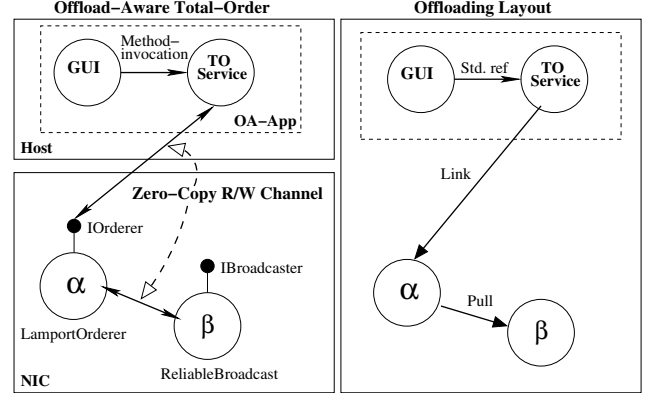 Offload−Aware Total−Order
GUI
Method−
invocation
TO
Service
OA−App
Host
Zero−Copy R/W Channel
IOrderer
IBroadcaster
α
β
LamportOrderer
ReliableBroadcast
NIC
Offloading Layout
GUI
Std. ref
TO
Service
Link
α
Pull
β